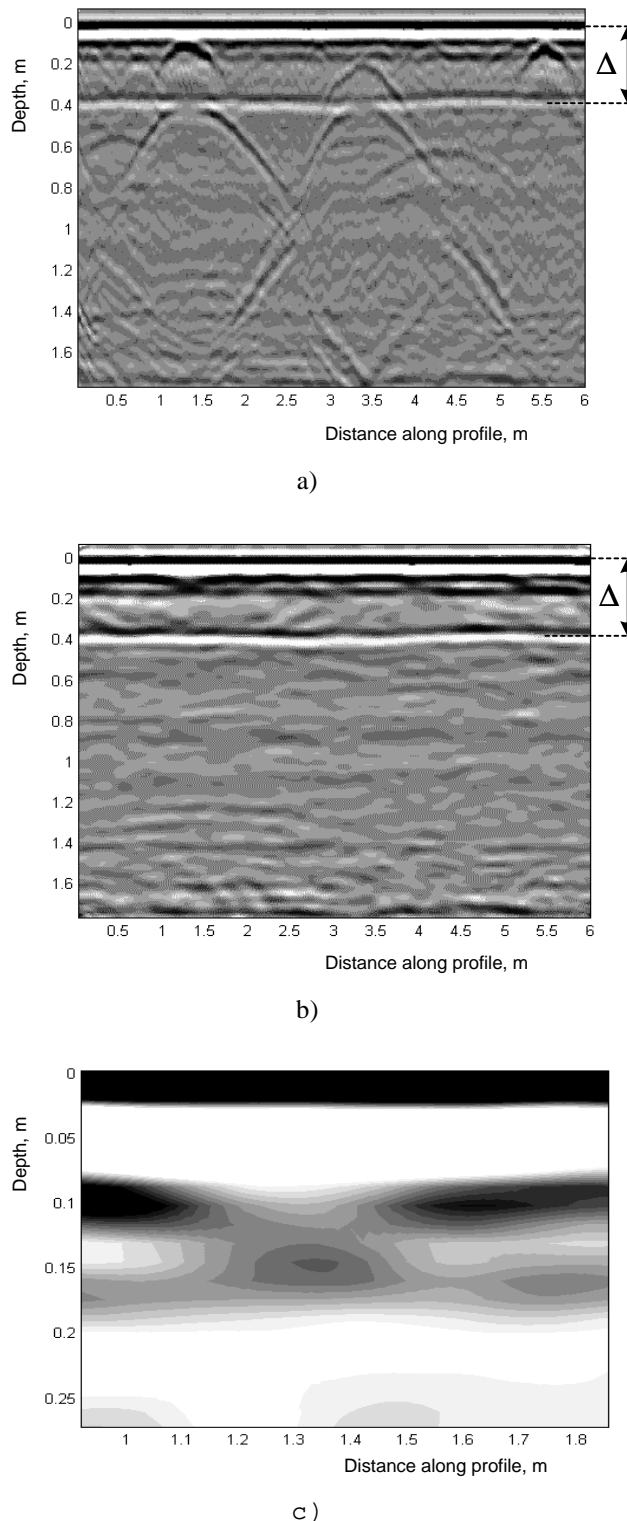 0
0.2
0.4
0.6
0.8
1
1.2
1.4
1.6
Depth, m
Δ
0.5 1 1.5 2 2.5 3 3.5 4 4.5 5 5.5 6
Distance along profile, m
a)
0
0.2
0.4
0.6
0.8
1
1.2
1.4
1.6
Depth, m
Δ
0.5 1 1.5 2 2.5 3 3.5 4 4.5 5 5.5 6
Distance along profile, m
b)
0
0.05
0.1
0.15
0.2
0.25
Depth, m
1 1.1 1.2 1.3 1.4 1.5 1.6 1.7 1.8
Distance along profile, m
c)